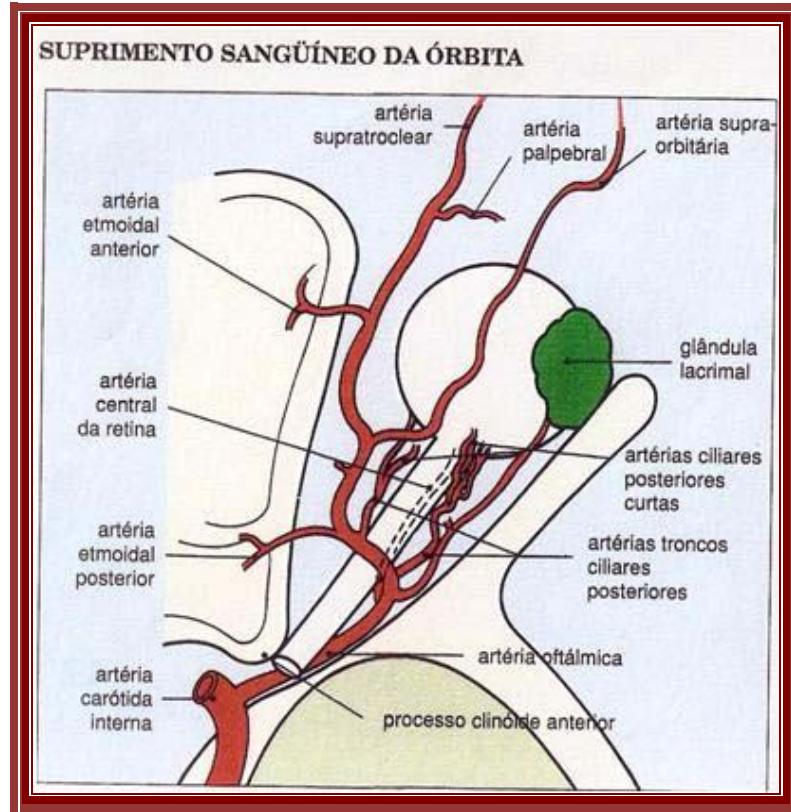 SUPRIMENTO SANGÜÍNEO DA ÓRBITA
artéria
supratroclear
artéria
palpebral
artéria supra-
orbitária
artéria
etmoidal
anterior
glândula
lacrimal
artéria
central
da retina
artérias ciliares
posteriores
curtas
artéria
etmoidal
posterior
artérias troncos
ciliares
posteriores
artéria oftálmica
artéria
carótida
interna
processo clinóide anterior